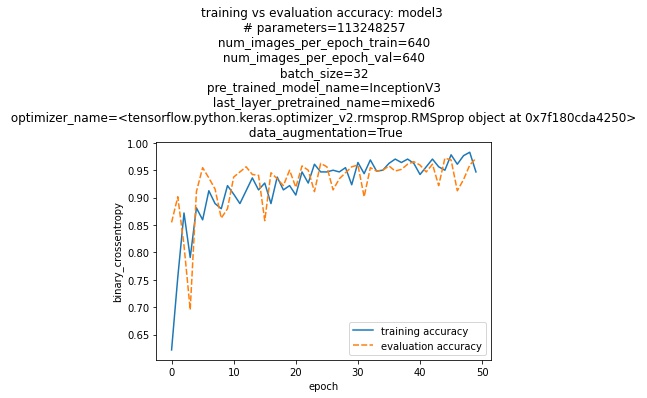 training vs evaluation accuracy: model3
# parameters=113248257
num_images_per_epoch_train=640
num_images_per_epoch_val=640
batch_size=32
pre_trained_model_name=InceptionV3
last_layer_pretrained_name=mixed6
optimizer_name=<tensorflow.python.keras.optimizer_v2.rmsprop.RMSprop object at 0x7f180cda4250>
data_augmentation=True
1.00
0.95
0.90
0.85
0.80
0.75
0.70
0.65
binary_crossentropy
training accuracy
evaluation accuracy
0 10 20 30 40 50
epoch